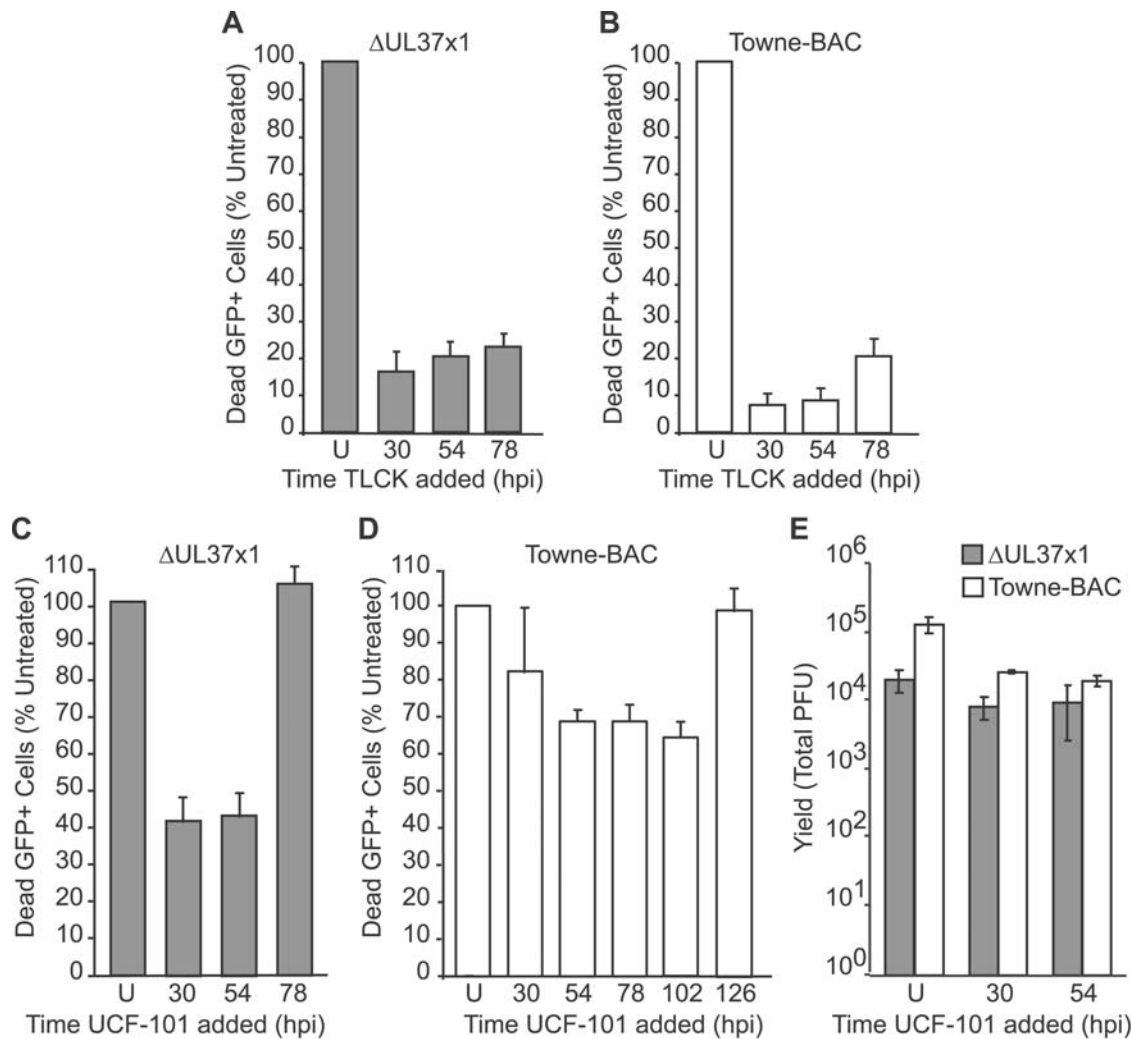 A
ΔUL37x1
Dead GFP+ Cells (% Untreated)
100
90
80
70
60
50
40
30
20
10
0
U 30 54 78
Time TLCK added (hpi)
B
Towne-BAC
Dead GFP+ Cells (% Untreated)
100
90
80
70
60
50
40
30
20
10
0
U 30 54 78
Time TLCK added (hpi)
C
ΔUL37x1
Dead GFP+ Cells (% Untreated)
110
100
90
80
70
60
50
40
30
20
10
0
U 30 54 78
Time UCF-101 added (hpi)
D
Towne-BAC
Dead GFP+ Cells (% Untreated)
110
100
90
80
70
60
50
40
30
20
10
0
U 30 54 78 102 126
Time UCF-101 added (hpi)
E
ΔUL37x1
Towne-BAC
Yield (Total PFU)
10⁶
10⁵
10⁴
10³
10²
10¹
10⁰
U 30 54
Time UCF-101 added (hpi)